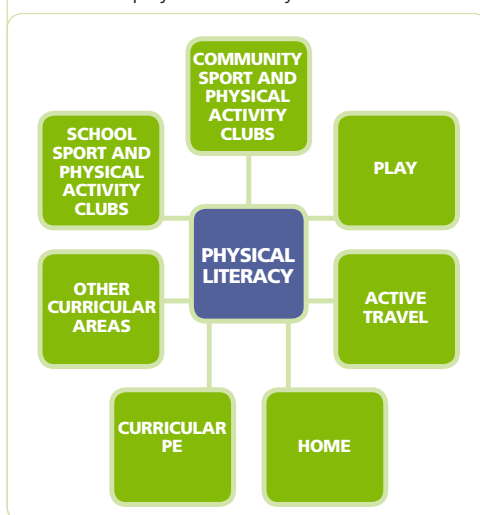 COMMUNITY
SPORT AND
PHYSICAL
ACTIVITY
CLUBS
SCHOOL
SPORT AND
PHYSICAL
ACTIVITY
CLUBS
PLAY
PHYSICAL
LITERACY
OTHER
CURRICULAR
AREAS
ACTIVE
TRAVEL
CURRICULAR
PE
HOME